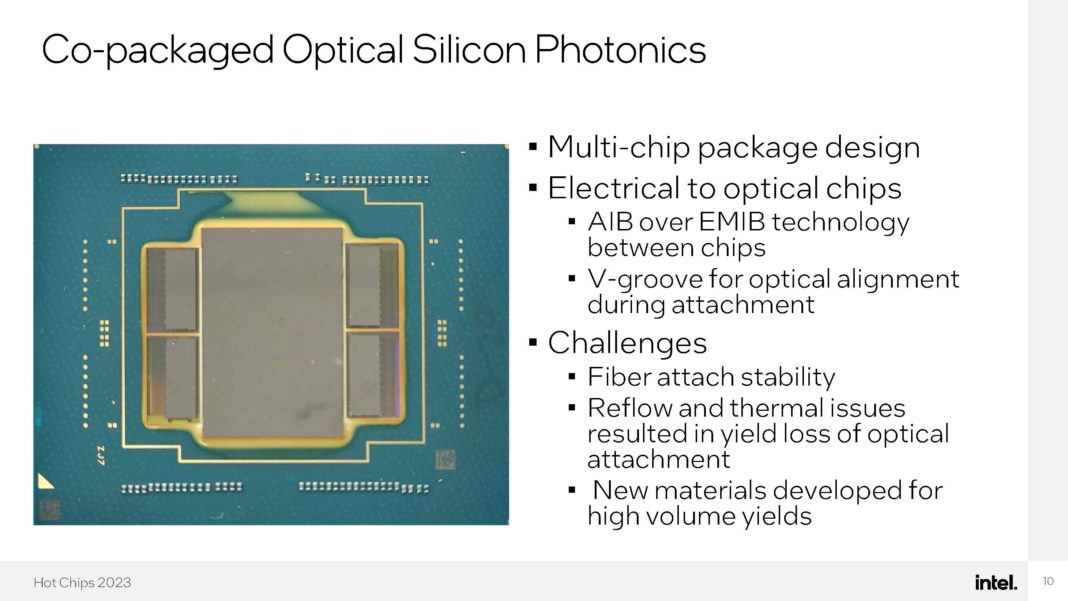 Co-packaged Optical Silicon Photonics
▪ Multi-chip package design
▪ Electrical to optical chips
▪ AIB over EMIB technology
between chips
▪ V-groove for optical alignment
during attachment
▪ Challenges
▪ Fiber attach stability
▪ Reflow and thermal issues
resulted in yield loss of optical
attachment
▪ New materials developed for
high volume yields
Hot Chips 2023
intel.
10